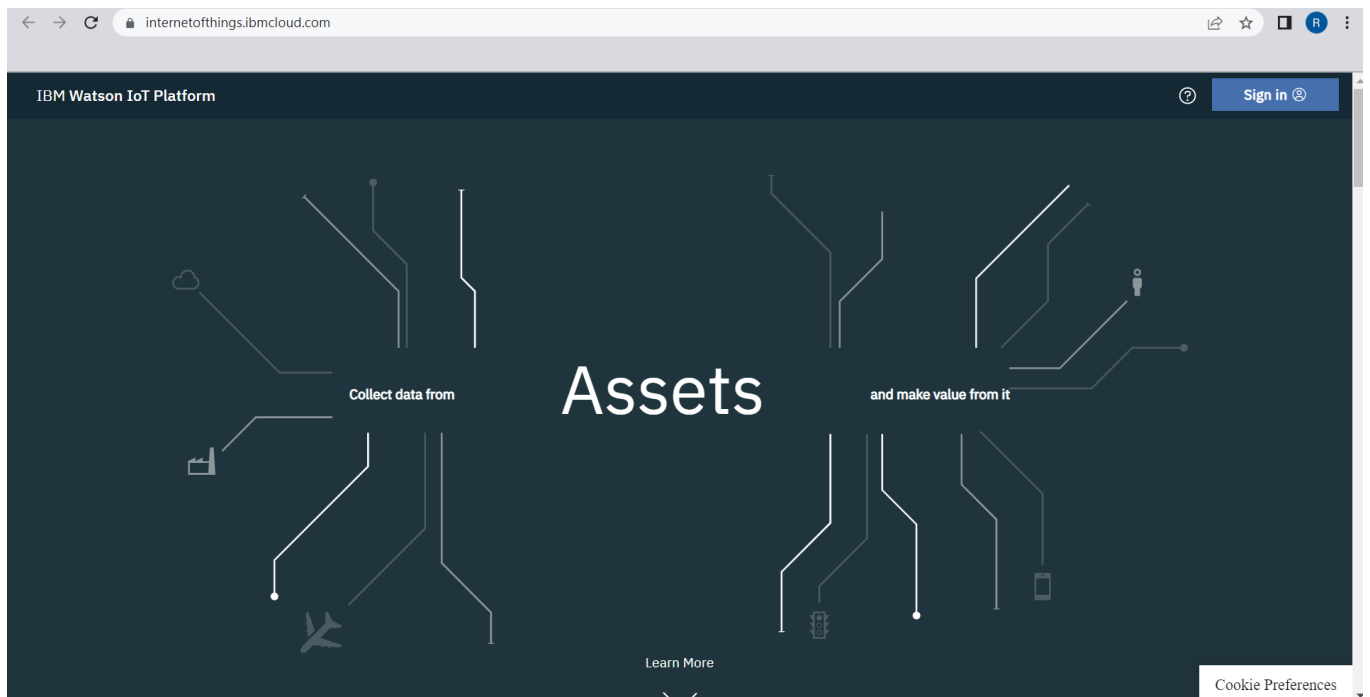 internetofthings.ibmcloud.com
R
IBM Watson IoT Platform
? Sign in
Collect data from
Assets
and make value from it
Learn More
Cookie Preferences